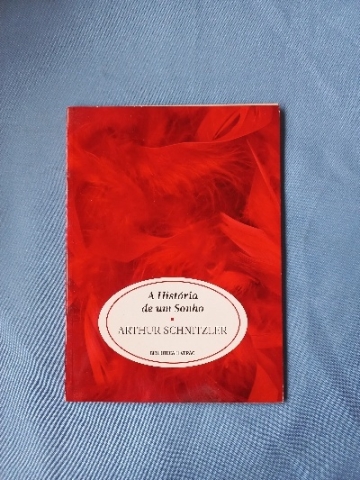 A História
de um Sonho
ARTHUR SCHNITZLER